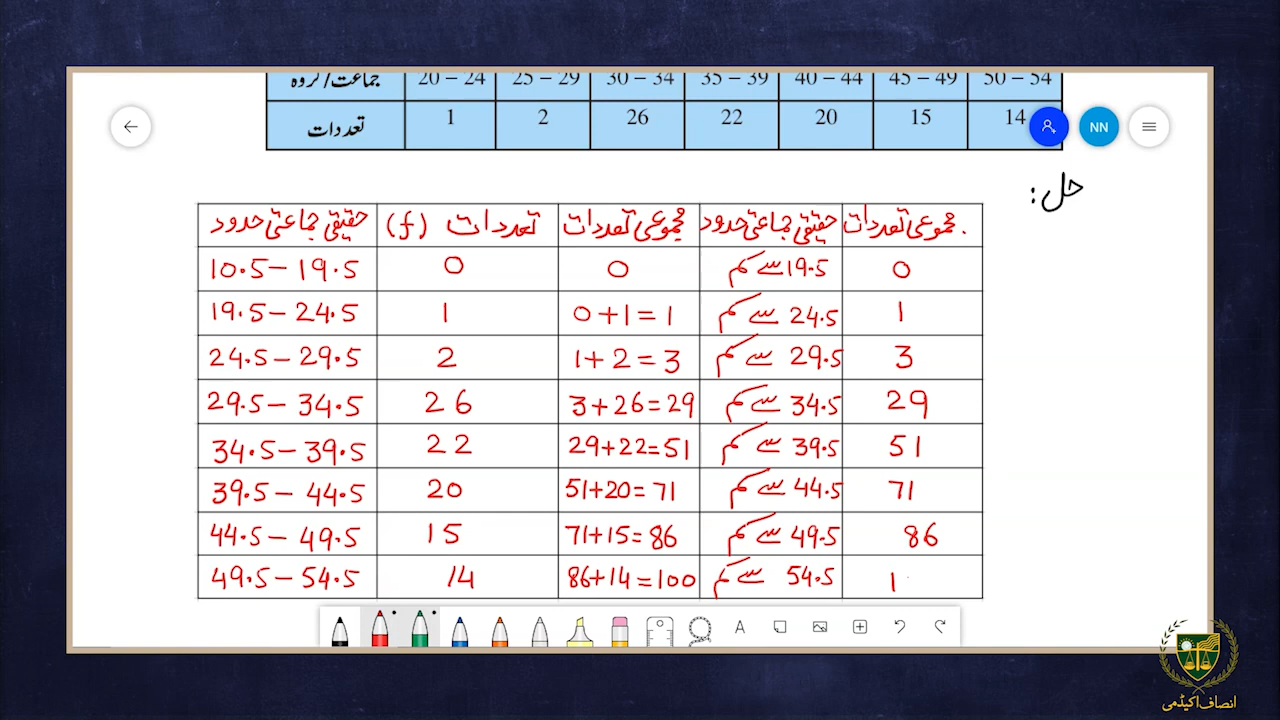 جماعت/گروہ 20 – 24 25 – 29 30 – 34 35 – 39 40 – 44 45 – 49 50 – 54
تعددات 1 2 26 22 20 15 14
NN
حل:
حقیقی جماعتی حدود تعددات (f) مجموعی تعددات حقیقی جماعتی حدود مجموعی تعددات
10.5 – 19.5 0 0 19.5 سے کم 0
19.5 – 24.5 1 0+1=1 24.5 سے کم 1
24.5 – 29.5 2 1+2=3 29.5 سے کم 3
29.5 – 34.5 26 3+26=29 34.5 سے کم 29
34.5 – 39.5 22 29+22=51 39.5 سے کم 51
39.5 – 44.5 20 51+20=71 44.5 سے کم 71
44.5 – 49.5 15 71+15=86 49.5 سے کم 86
49.5 – 54.5 14 86+14=100 54.5 سے کم 1
A
انصاف اکیڈمی